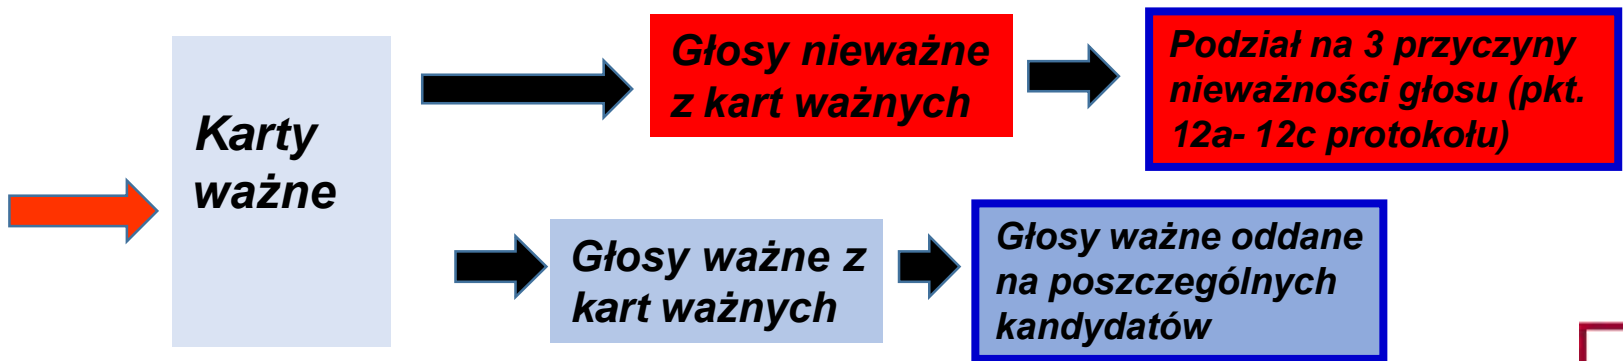 Karty
ważne
Głosy nieważne
z kart ważnych
Podział na 3 przyczyny
nieważności głosu (pkt.
12a- 12c protokołu)
Głosy ważne z
kart ważnych
Głosy ważne oddane
na poszczególnych
kandydatów